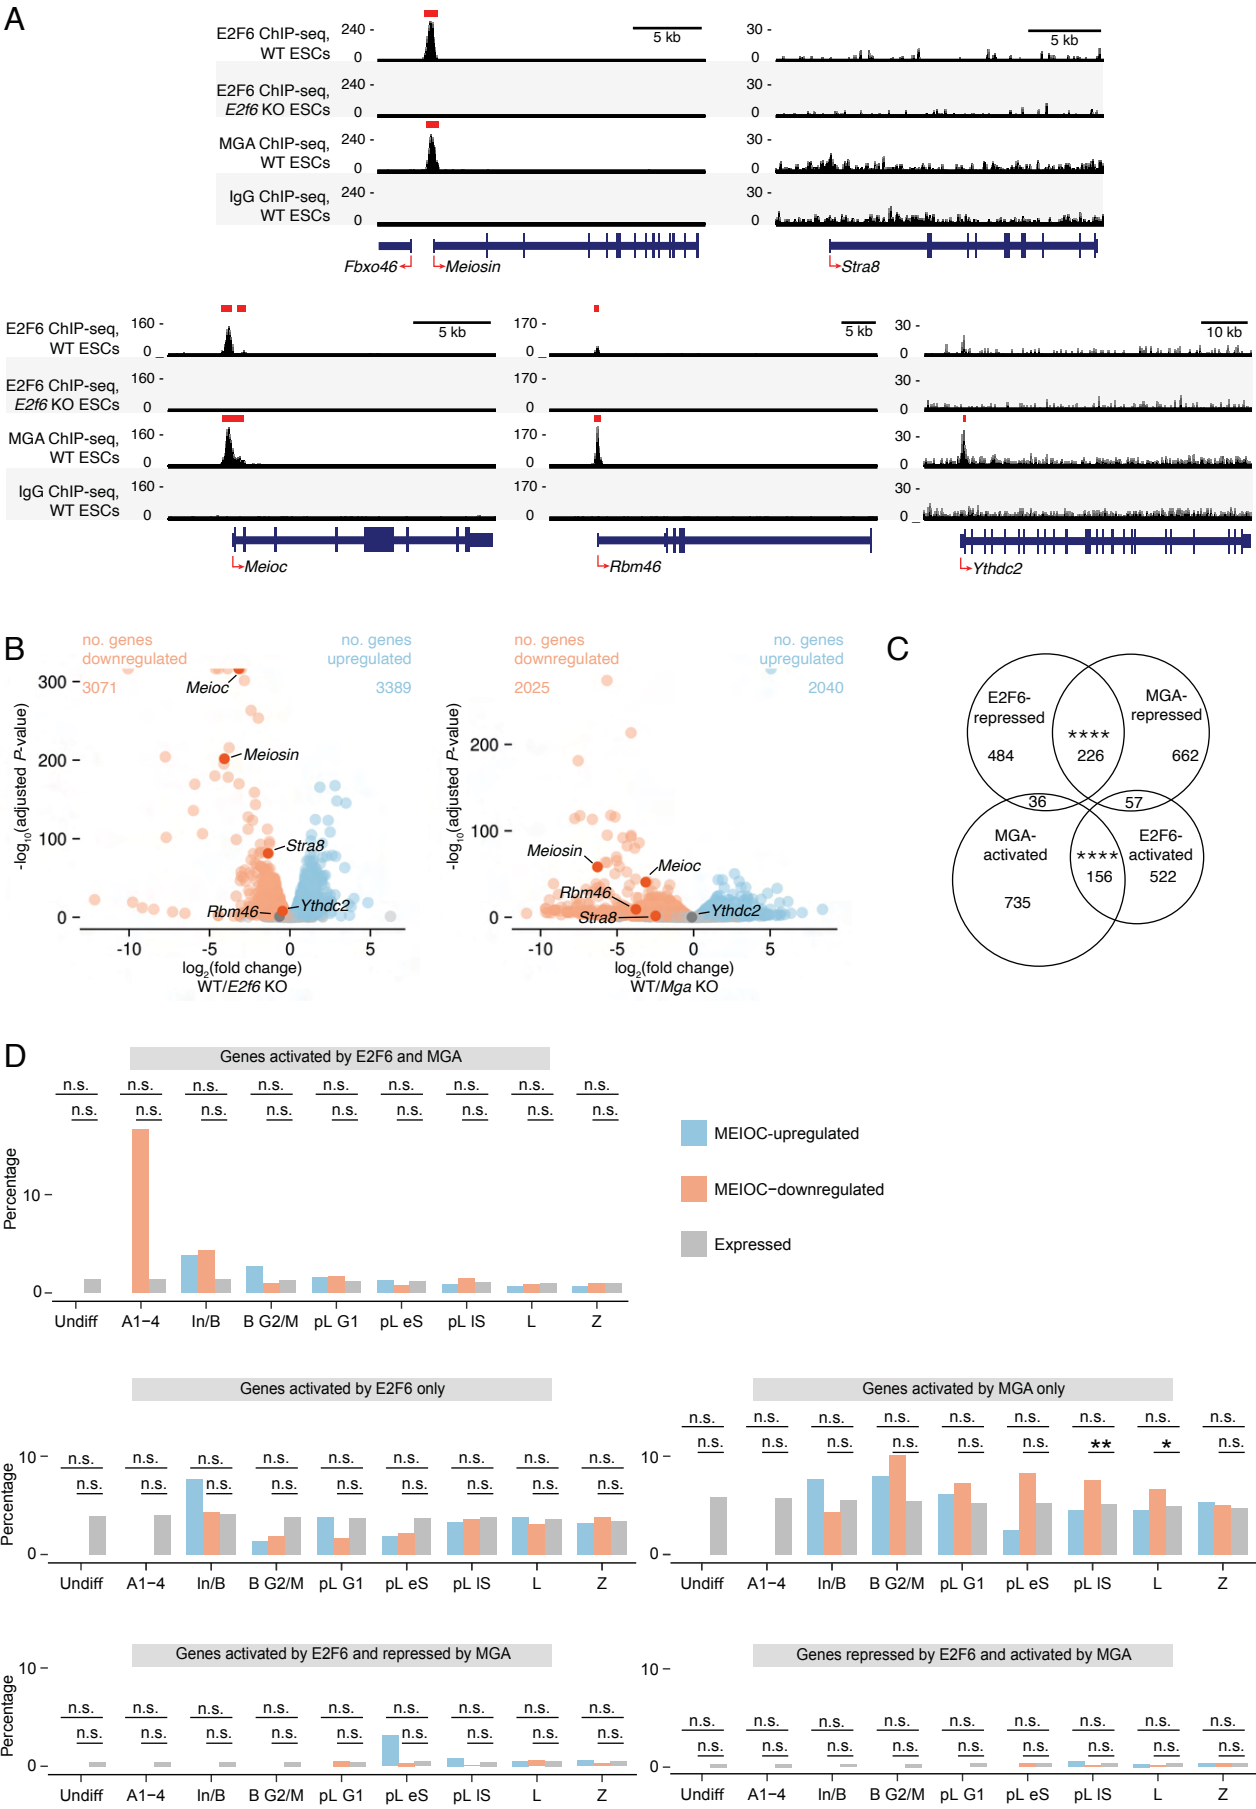 A
E2F6 ChIP-seq,
WT ESCs
240 -
0
5 kb
30 -
0
5 kb
E2F6 ChIP-seq,
E2f6 KO ESCs
240 -
0
30 -
0
MGA ChIP-seq,
WT ESCs
240 -
0
30 -
0
IgG ChIP-seq,
WT ESCs
240 -
0
30 -
0
Fbxo46
Meiosin
Stra8
E2F6 ChIP-seq,
WT ESCs
160 -
0
5 kb
170 -
0
5 kb
30 -
0
10 kb
E2F6 ChIP-seq,
E2f6 KO ESCs
160 -
0
170 -
0
30 -
0
MGA ChIP-seq,
WT ESCs
160 -
0
170 -
0
30 -
0
IgG ChIP-seq,
WT ESCs
160 -
0
170 -
0
30 -
0
Meioc
Rbm46
Ythdc2
B
no. genes
downregulated
3071
no. genes
upregulated
3389
-log10(adjusted P-value)
300
200
100
0
Meioc
Meiosin
Stra8
Rbm46
Ythdc2
-10
-5
0
5
log2(fold change)
WT/E2f6 KO
no. genes
downregulated
2025
no. genes
upregulated
2040
-log10(adjusted P-value)
200
100
0
Meiosin
Meioc
Rbm46
Stra8
Ythdc2
-10
-5
0
5
log2(fold change)
WT/Mga KO
C
E2F6-
repressed
484
****
226
MGA-
repressed
662
36
57
MGA-
activated
735
****
156
E2F6-
activated
522
D
Genes activated by E2F6 and MGA
n.s. n.s. n.s. n.s. n.s. n.s. n.s. n.s. n.s.
n.s. n.s. n.s. n.s. n.s. n.s. n.s. n.s. n.s.
Percentage
10
0
Undiff A1−4 In/B B G2/M pL G1 pL eS pL lS L Z
MEIOC-upregulated
MEIOC−downregulated
Expressed
Genes activated by E2F6 only
n.s. n.s. n.s. n.s. n.s. n.s. n.s. n.s. n.s.
n.s. n.s. n.s. n.s. n.s. n.s. n.s. n.s. n.s.
Percentage
10
0
Undiff A1−4 In/B B G2/M pL G1 pL eS pL lS L Z
Genes activated by MGA only
n.s. n.s. n.s. n.s. n.s. n.s. n.s. n.s. n.s.
n.s. n.s. n.s. n.s. n.s. n.s. ** * n.s.
10
0
Undiff A1−4 In/B B G2/M pL G1 pL eS pL lS L Z
Genes activated by E2F6 and repressed by MGA
n.s. n.s. n.s. n.s. n.s. n.s. n.s. n.s. n.s.
n.s. n.s. n.s. n.s. n.s. n.s. n.s. n.s. n.s.
Percentage
10
0
Undiff A1−4 In/B B G2/M pL G1 pL eS pL lS L Z
Genes repressed by E2F6 and activated by MGA
n.s. n.s. n.s. n.s. n.s. n.s. n.s. n.s. n.s.
n.s. n.s. n.s. n.s. n.s. n.s. n.s. n.s. n.s.
10
0
Undiff A1−4 In/B B G2/M pL G1 pL eS pL lS L Z